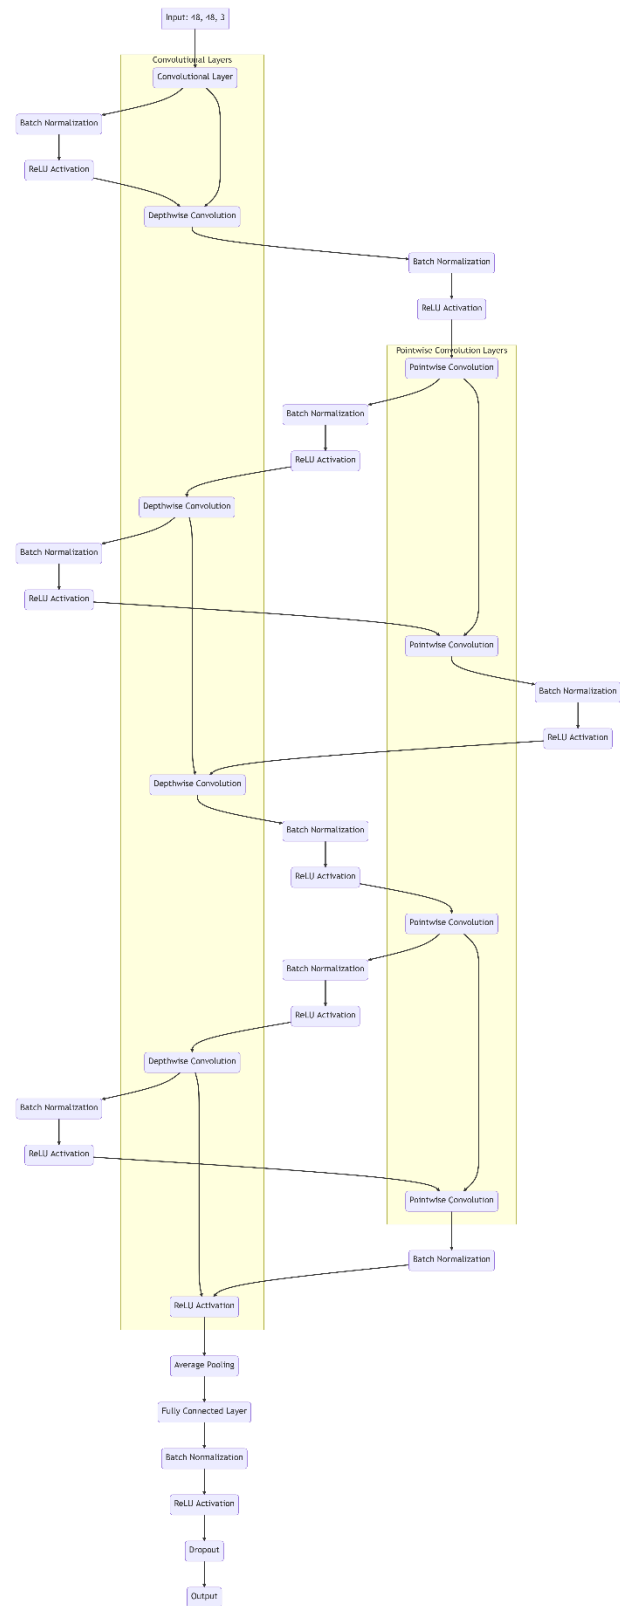 Input: 48, 48, 3
Convolutional Layers
Convolutional Layer
Batch Normalization
ReLU Activation
Depthwise Convolution
Batch Normalization
ReLU Activation
Pointwise Convolution Layers
Pointwise Convolution
Batch Normalization
ReLU Activation
Depthwise Convolution
Batch Normalization
ReLU Activation
Pointwise Convolution
Batch Normalization
ReLU Activation
Depthwise Convolution
Batch Normalization
ReLU Activation
Pointwise Convolution
Batch Normalization
ReLU Activation
Depthwise Convolution
Batch Normalization
ReLU Activation
Pointwise Convolution
Batch Normalization
ReLU Activation
Average Pooling
Fully Connected Layer
Batch Normalization
ReLU Activation
Dropout
Output